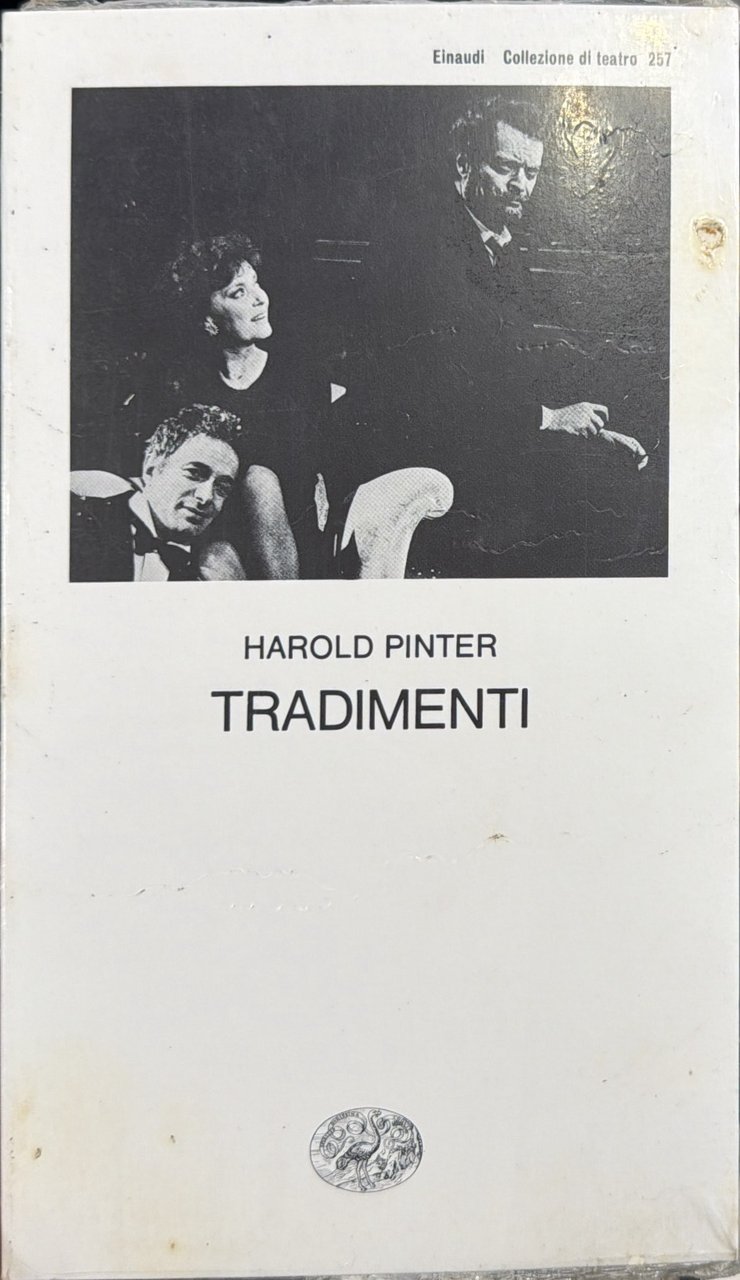 Einaudi Collezione di teatro 257
HAROLD PINTER
TRADIMENTI